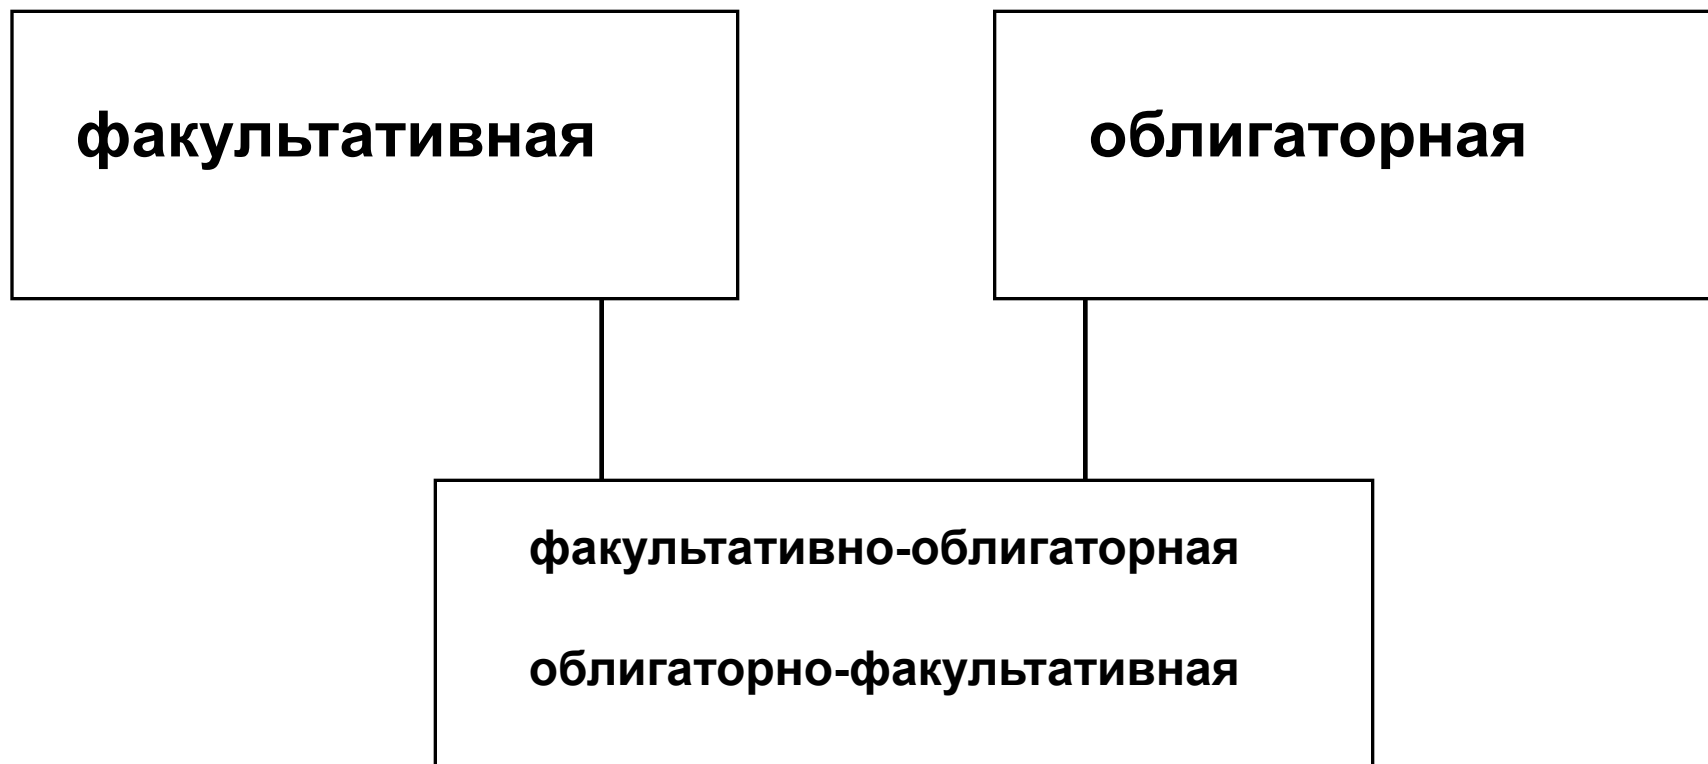 факультативная
облигаторная
факультативно-облигаторная
облигаторно-факультативная